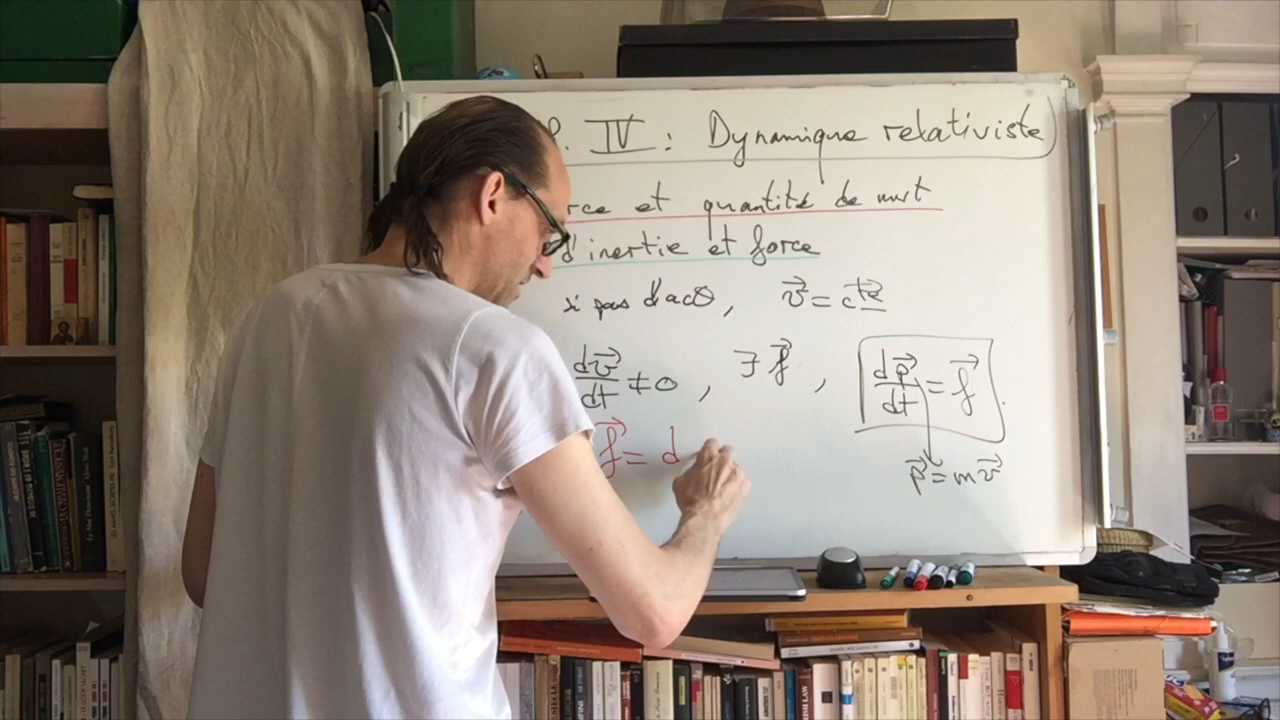 P. IV : Dynamique relativiste
rce et quantité de mvt
d'inertie et force
si pas d'ac⁰, v⃗ = cte
dv⃗/dt ≠ 0, ∃ f⃗, dp⃗/dt = f⃗.
f⃗ = d
p⃗ = mv⃗